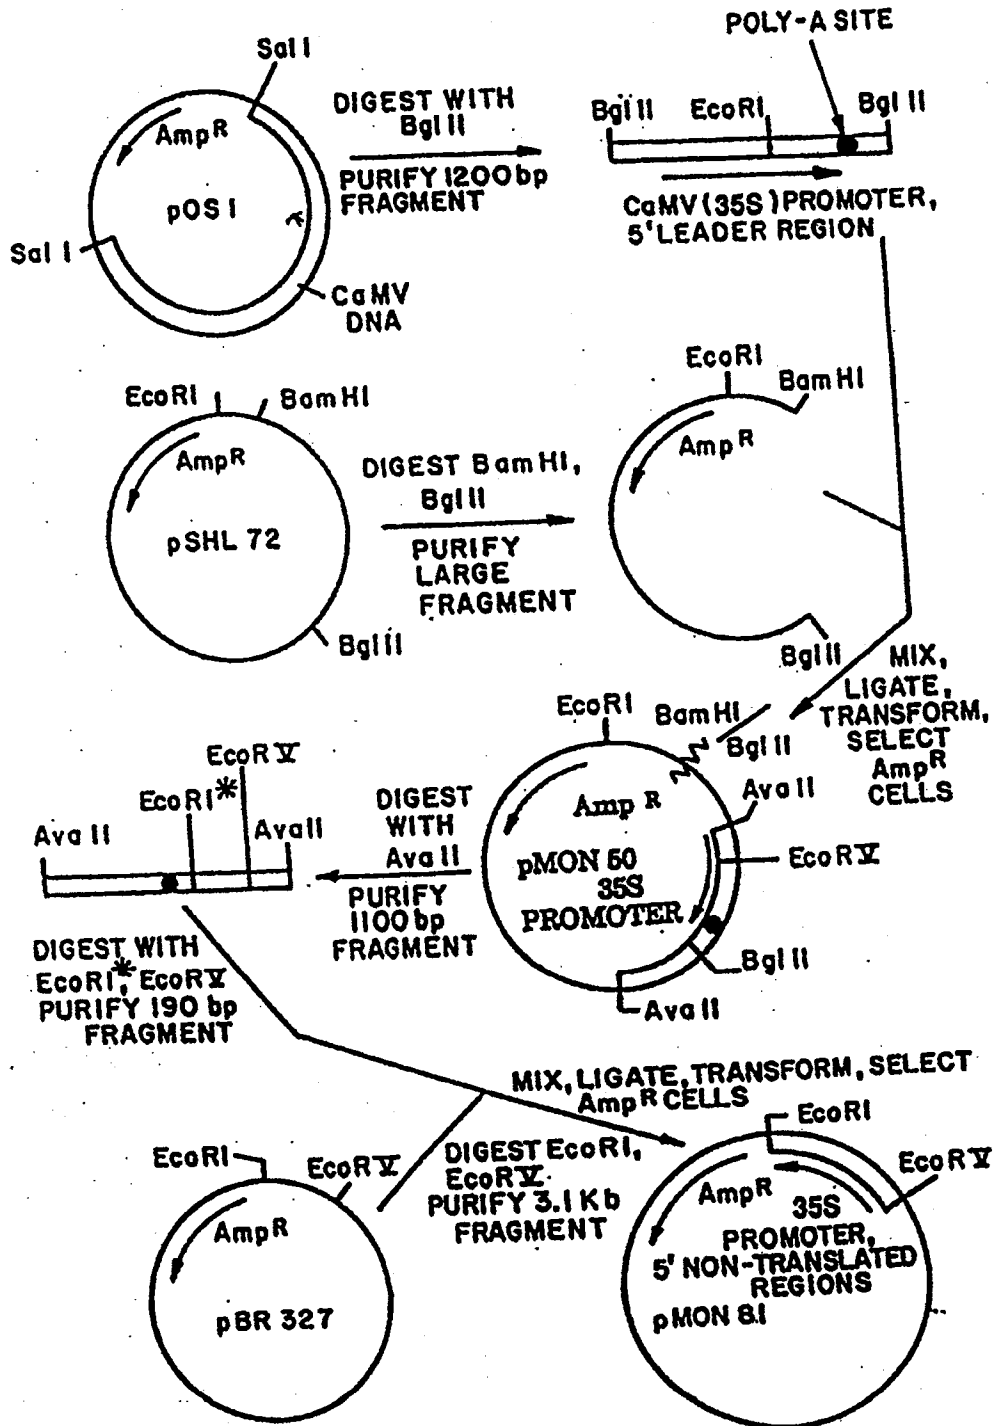 POLY-A SITE
Sal I
DIGEST WITH
Bgl II
PURIFY 1200 bp
FRAGMENT
Bgl II
EcoRI
Bgl II
AmpR
pOS I
Sal I
CaMV
DNA
CaMV(35S) PROMOTER,
5' LEADER REGION
EcoRI
BamHI
AmpR
pSHL 72
Bgl II
DIGEST BamHI,
Bgl II
PURIFY
LARGE
FRAGMENT
EcoRI
BamHI
AmpR
Bgl II
MIX,
LIGATE,
TRANSFORM,
SELECT
AmpR
CELLS
EcoRI
BamHI
Bgl II
Ava II
AmpR
EcoRV
pMON 50
35S
PROMOTER
Bgl II
Ava II
DIGEST
WITH
Ava II
PURIFY
1100 bp
FRAGMENT
EcoRV
EcoRI*
Ava II
Ava II
DIGEST WITH
EcoRI*, EcoRV
PURIFY 190 bp
FRAGMENT
MIX, LIGATE, TRANSFORM, SELECT
AmpR CELLS
EcoRI
EcoRV
AmpR
pBR 327
DIGEST EcoRI,
EcoRV.
PURIFY 3.1 Kb
FRAGMENT
EcoRI
EcoRV
AmpR
35S
PROMOTER,
5' NON-TRANSLATED
REGIONS
pMON 81